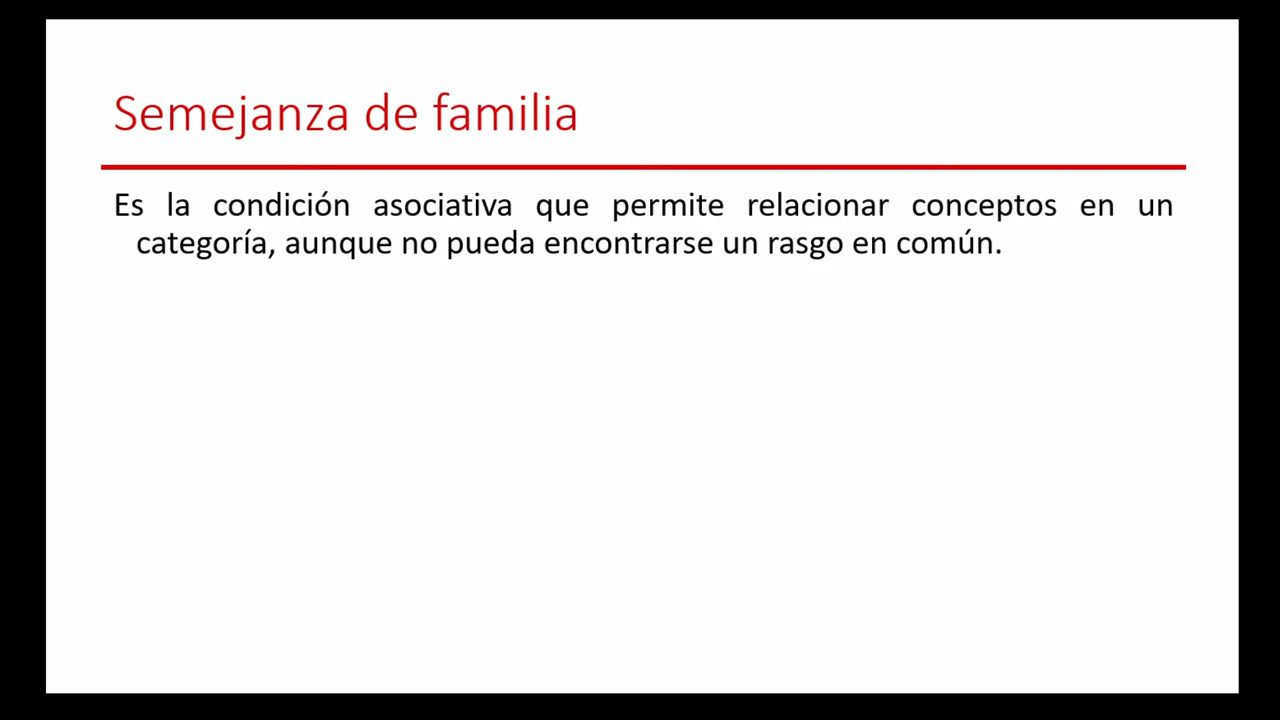 Semejanza de familia
Es la condición asociativa que permite relacionar conceptos en un
categoría, aunque no pueda encontrarse un rasgo en común.